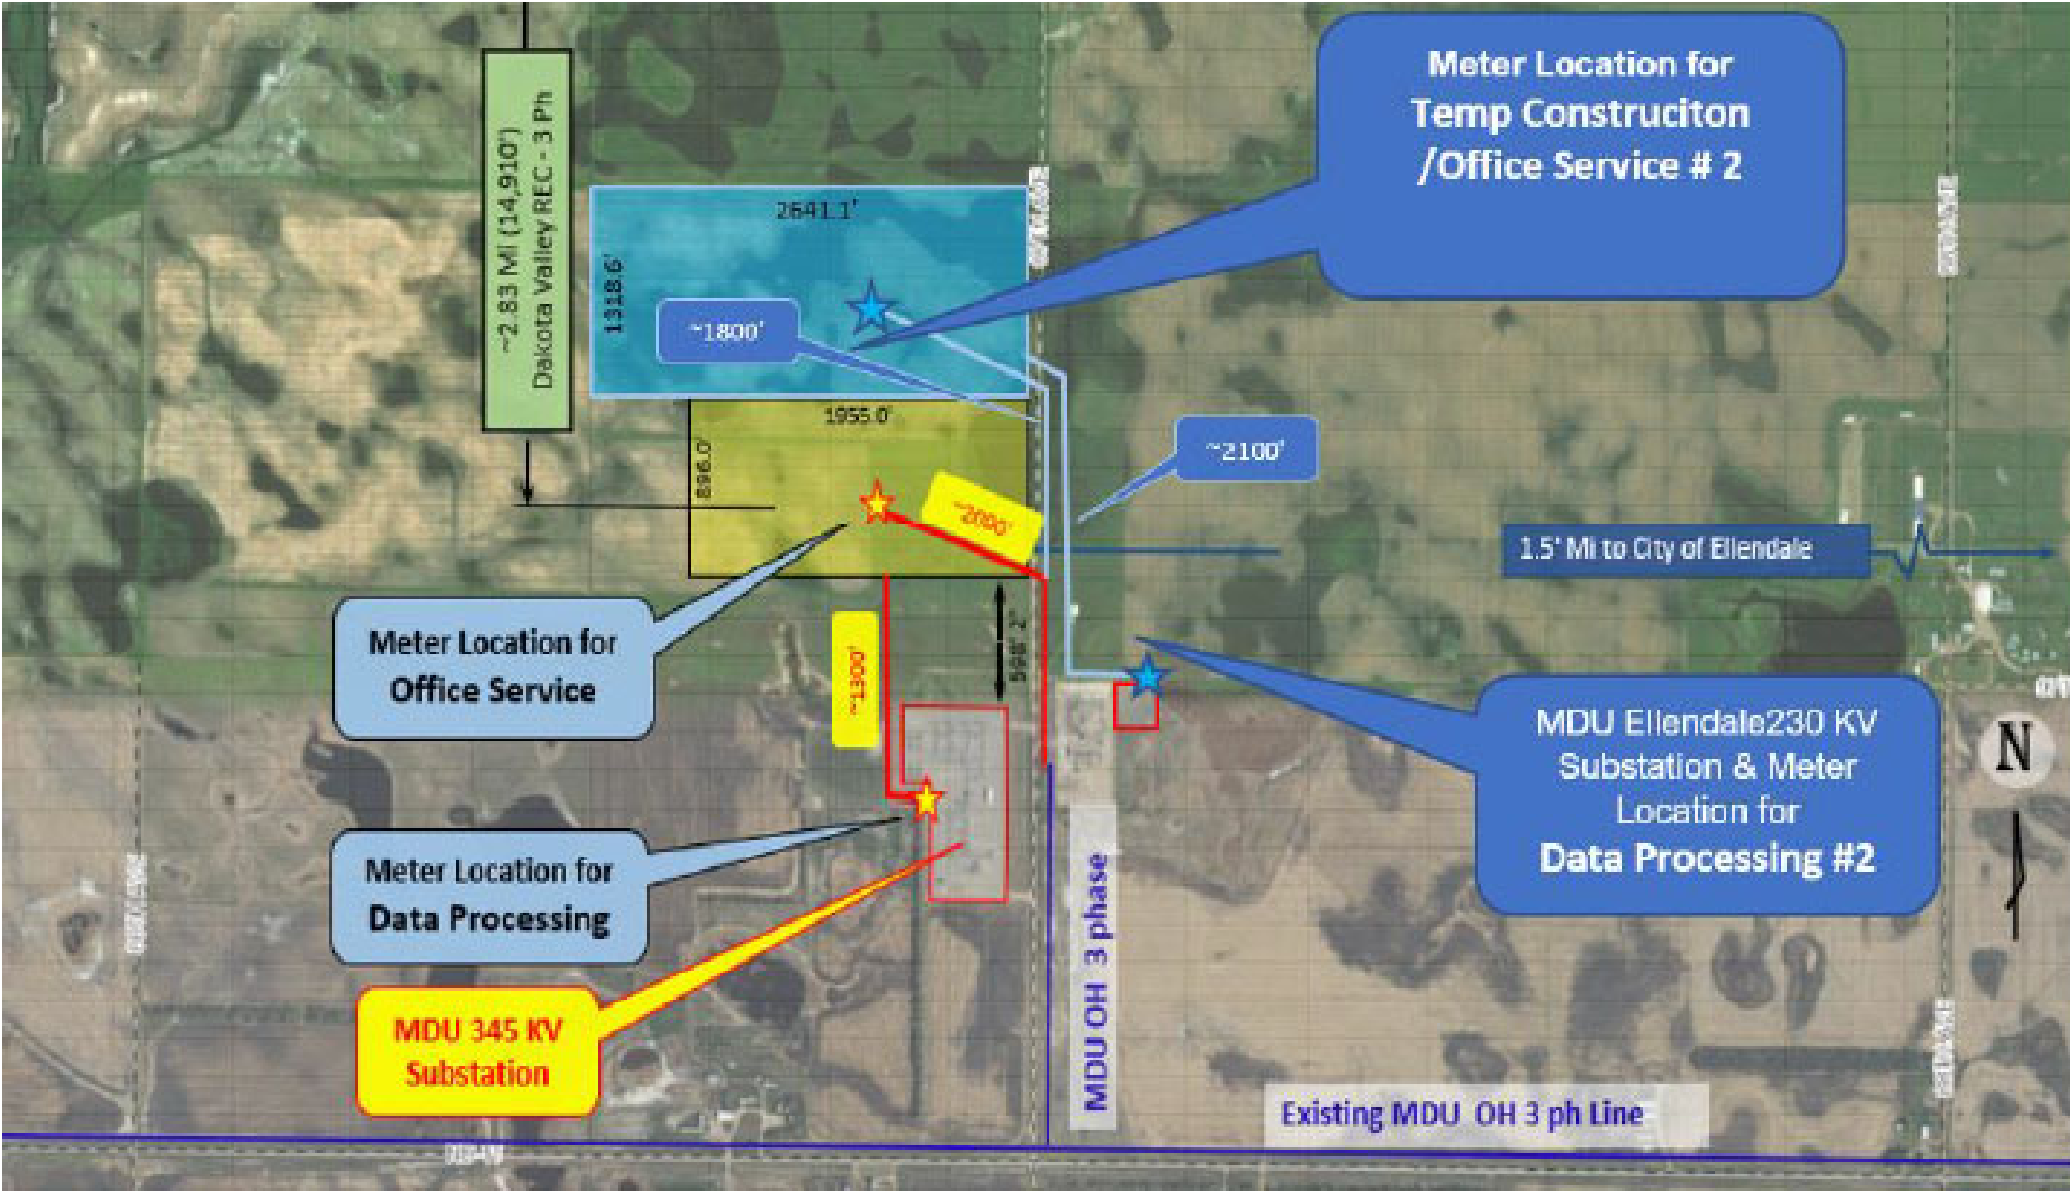 Meter Location for
Temp Construciton
/Office Service # 2
~2.83 Mi (14,910')
Dakota Valley REC - 3 Ph
2641.1'
1318.6'
~1800'
1955.0'
896.0'
~2100'
~2000'
1.5' Mi to City of Ellendale
Meter Location for
Office Service
~1300'
598' 2"
MDU Ellendale230 KV
Substation & Meter
Location for
Data Processing #2
N
Meter Location for
Data Processing
MDU OH 3 phase
MDU 345 KV
Substation
Existing MDU OH 3 ph Line